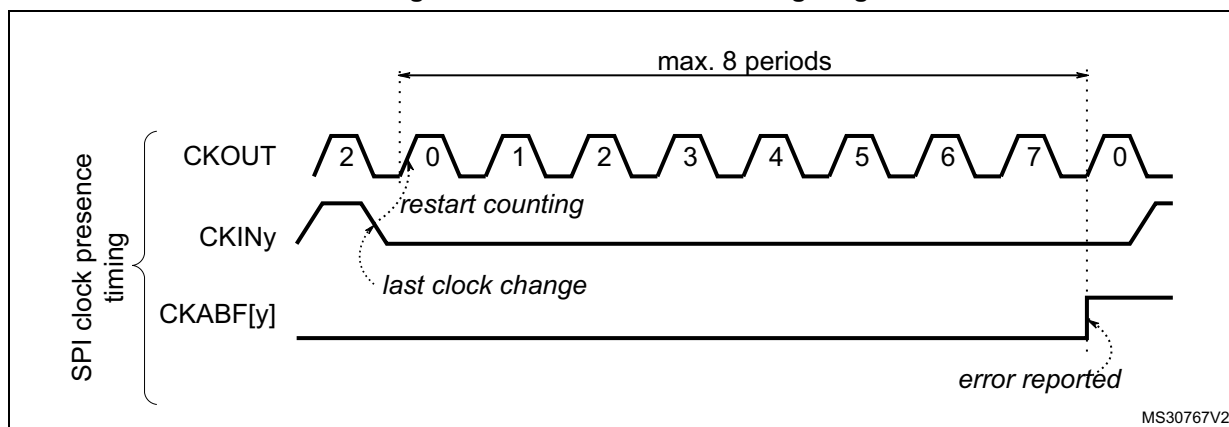 max. 8 periods
CKOUT
2 0 1 2 3 4 5 6 7 0
restart counting
CKINy
last clock change
CKABF[y]
error reported
SPI clock presence
timing
MS30767V2